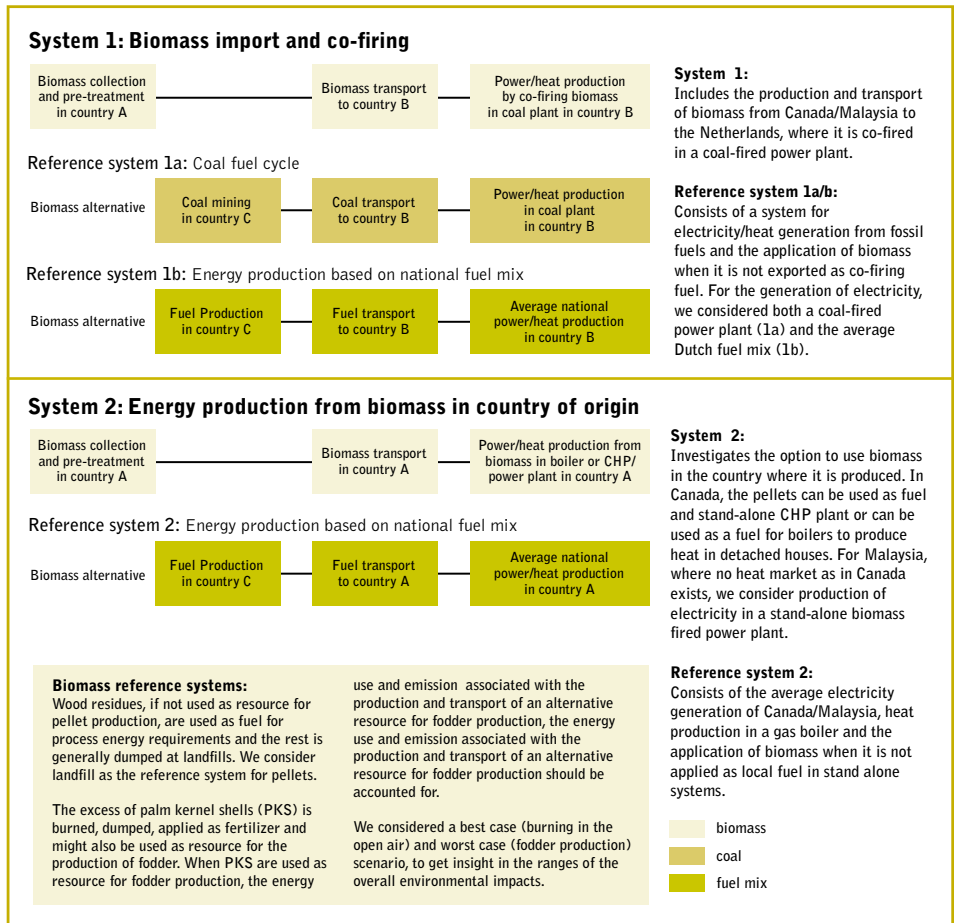 System 1: Biomass import and co-firing
Biomass collection
and pre-treatment
in country A
Biomass transport
to country B
Power/heat production
by co-firing biomass
in coal plant in country B
Reference system 1a: Coal fuel cycle
Biomass alternative
Coal mining
in country C
Coal transport
to country B
Power/heat production
in coal plant
in country B
Reference system 1b: Energy production based on national fuel mix
Biomass alternative
Fuel Production
in country C
Fuel transport
to country B
Average national
power/heat production
in country B
System 1:
Includes the production and transport
of biomass from Canada/Malaysia to
the Netherlands, where it is co-fired
in a coal-fired power plant.
Reference system 1a/b:
Consists of a system for
electricity/heat generation from fossil
fuels and the application of biomass
when it is not exported as co-firing
fuel. For the generation of electricity,
we considered both a coal-fired
power plant (1a) and the average
Dutch fuel mix (1b).
System 2: Energy production from biomass in country of origin
Biomass collection
and pre-treatment
in country A
Biomass transport
in country A
Power/heat production from
biomass in boiler or CHP/
power plant in country A
Reference system 2: Energy production based on national fuel mix
Biomass alternative
Fuel Production
in country C
Fuel transport
to country A
Average national
power/heat production
in country A
System 2:
Investigates the option to use biomass
in the country where it is produced. In
Canada, the pellets can be used as fuel
and stand-alone CHP plant or can be
used as a fuel for boilers to produce
heat in detached houses. For Malaysia,
where no heat market as in Canada
exists, we consider production of
electricity in a stand-alone biomass
fired power plant.
Reference system 2:
Consists of the average electricity
generation of Canada/Malaysia, heat
production in a gas boiler and the
application of biomass when it is not
applied as local fuel in stand alone
systems.
Biomass reference systems:
Wood residues, if not used as resource for
pellet production, are used as fuel for
process energy requirements and the rest is
generally dumped at landfills. We consider
landfill as the reference system for pellets.
The excess of palm kernel shells (PKS) is
burned, dumped, applied as fertilizer and
might also be used as resource for the
production of fodder. When PKS are used as
resource for fodder production, the energy
use and emission associated with the
production and transport of an alternative
resource for fodder production, the energy
use and emission associated with the
production and transport of an alternative
resource for fodder production should be
accounted for.
We considered a best case (burning in the
open air) and worst case (fodder production)
scenario, to get insight in the ranges of the
overall environmental impacts.
biomass
coal
fuel mix